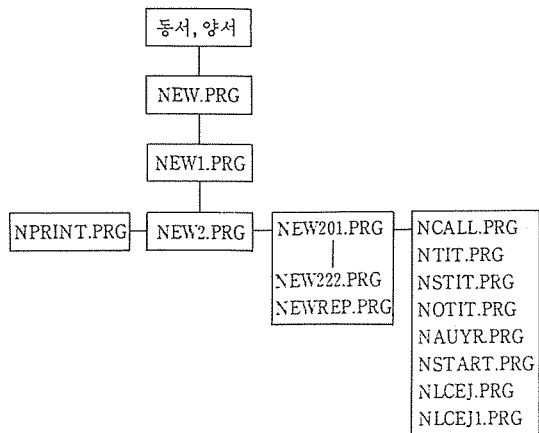 동서, 양서
NEW.PRG
NEW1.PRG
NPRINT.PRG
NEW2.PRG
NEW201.PRG
NEW222.PRG
NEWREP.PRG
NCALL.PRG
NTIT.PRG
NSTIT.PRG
NOTIT.PRG
NAUYR.PRG
NSTART.PRG
NLCEJ.PRG
NLCEJ1.PRG